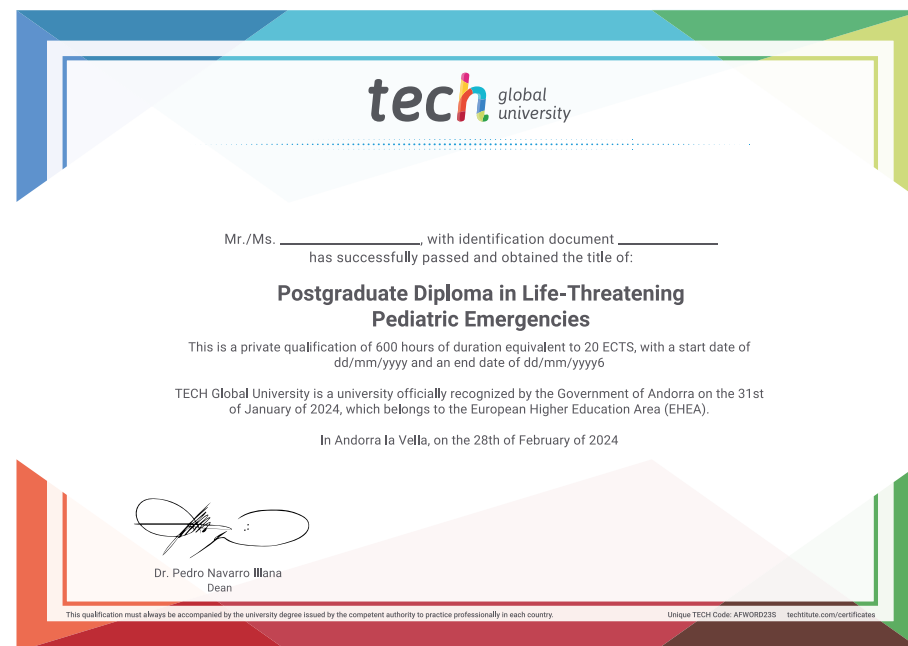 tech global
university
Mr./Ms. ____________________, with identification document ______________
has successfully passed and obtained the title of:
Postgraduate Diploma in Life-Threatening
Pediatric Emergencies
This is a private qualification of 600 hours of duration equivalent to 20 ECTS, with a start date of
dd/mm/yyyy and an end date of dd/mm/yyyy6
TECH Global University is a university officially recognized by the Government of Andorra on the 31st
of January of 2024, which belongs to the European Higher Education Area (EHEA).
In Andorra la Vella, on the 28th of February of 2024
Dr. Pedro Navarro Illana
Dean
This qualification must always be accompanied by the university degree issued by the competent authority to practice professionally in each country.
Unique TECH Code: AFWORD23S techtitute.com/certificates